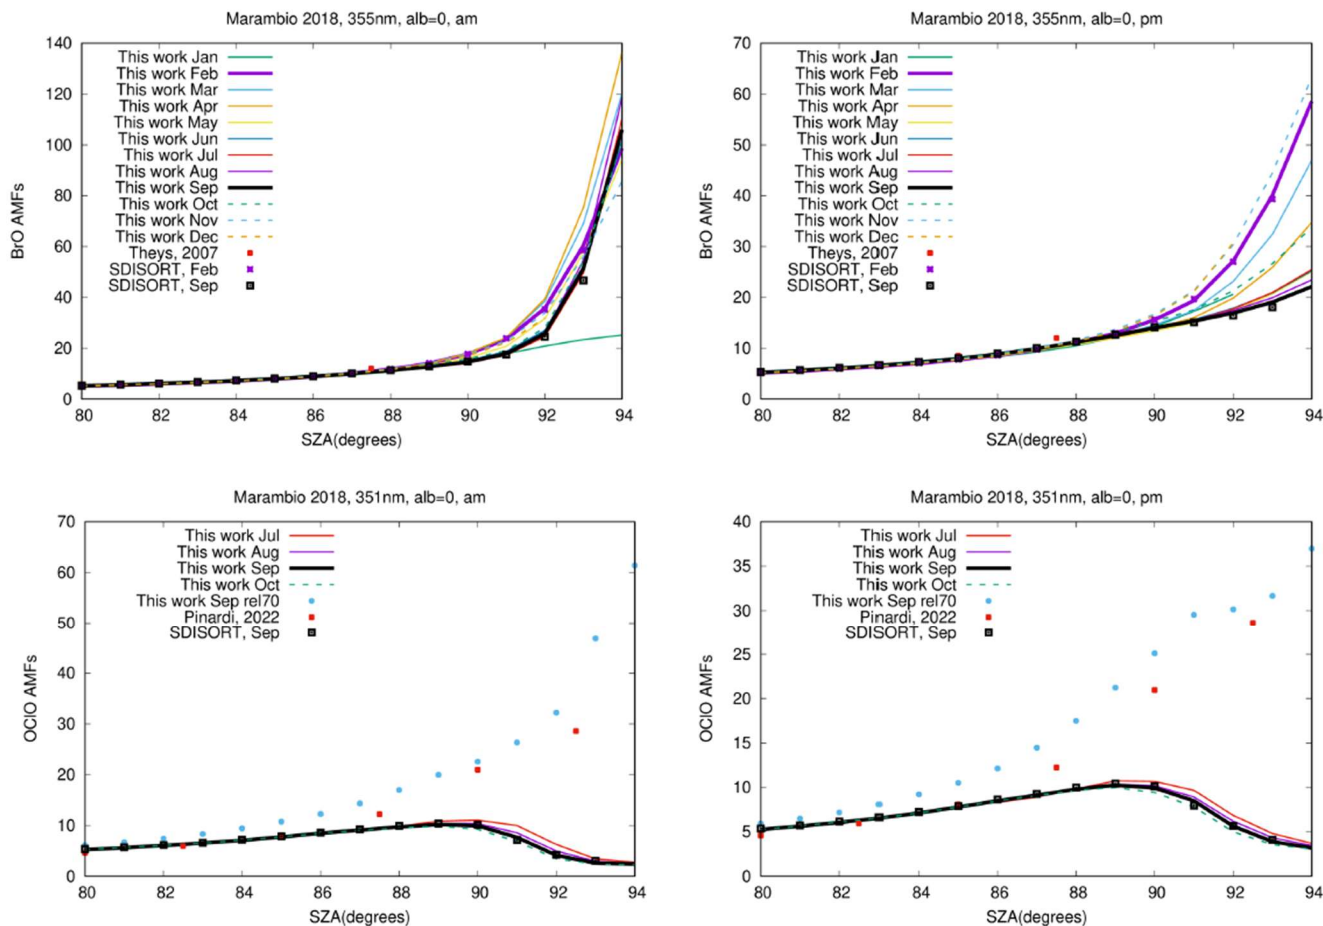 Marambio 2018, 355nm, alb=0, am
BrO AMFs
140
120
100
80
60
40
20
0
This work Jan
This work Feb
This work Mar
This work Apr
This work May
This work Jun
This work Jul
This work Aug
This work Sep
This work Oct
This work Nov
This work Dec
Theys, 2007
SDISORT, Feb
SDISORT, Sep
80 82 84 86 88 90 92 94
SZA(degrees)
Marambio 2018, 355nm, alb=0, pm
BrO AMFs
70
60
50
40
30
20
10
0
This work Jan
This work Feb
This work Mar
This work Apr
This work May
This work Jun
This work Jul
This work Aug
This work Sep
This work Oct
This work Nov
This work Dec
Theys, 2007
SDISORT, Feb
SDISORT, Sep
80 82 84 86 88 90 92 94
SZA(degrees)
Marambio 2018, 351nm, alb=0, am
OClO AMFs
70
60
50
40
30
20
10
0
This work Jul
This work Aug
This work Sep
This work Oct
This work Sep rel70
Pinardi, 2022
SDISORT, Sep
80 82 84 86 88 90 92 94
SZA(degrees)
Marambio 2018, 351nm, alb=0, pm
OClO AMFs
40
35
30
25
20
15
10
5
0
This work Jul
This work Aug
This work Sep
This work Oct
This work Sep rel70
Pinardi, 2022
SDISORT, Sep
80 82 84 86 88 90 92 94
SZA(degrees)